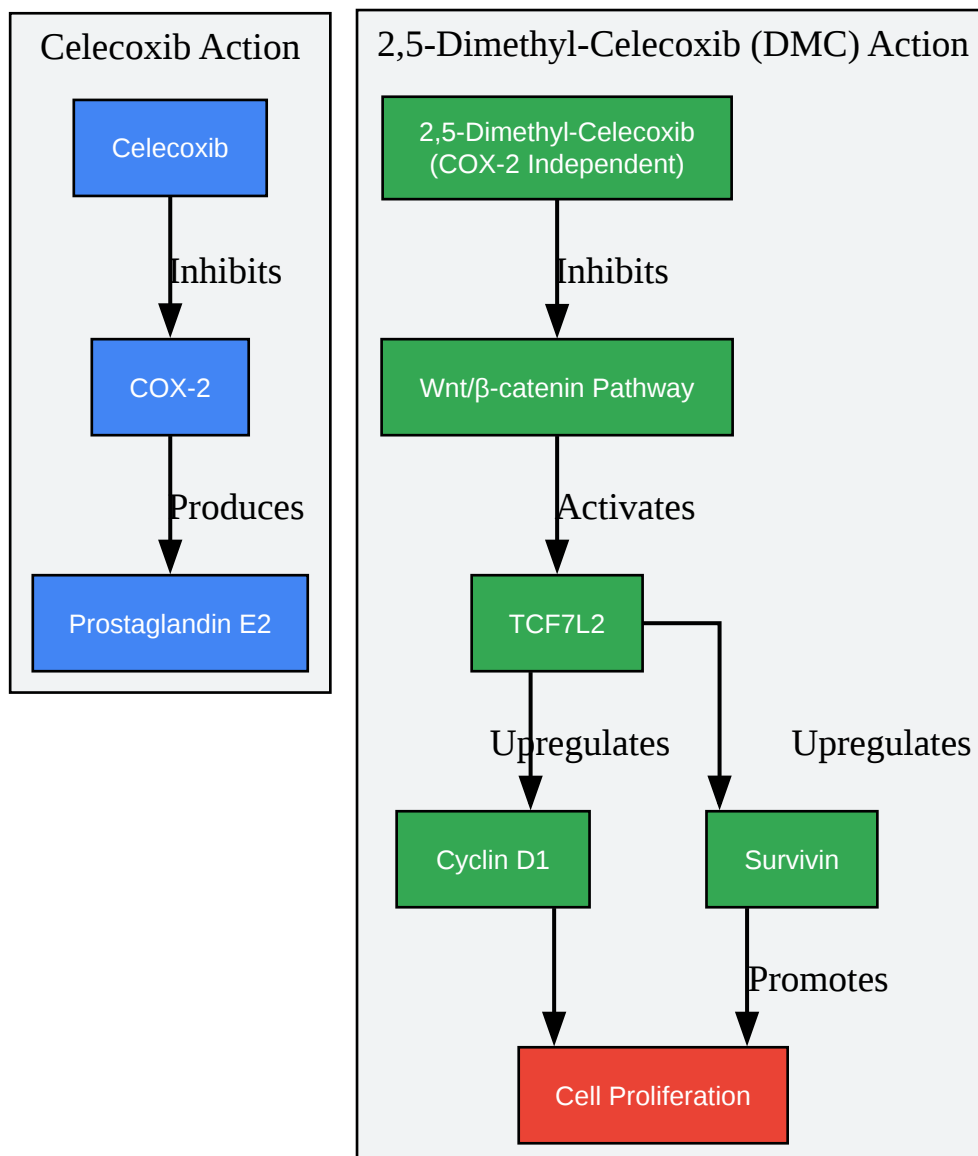 Celecoxib Action
Celecoxib
Inhibits
COX-2
Produces
Prostaglandin E2
2,5-Dimethyl-Celecoxib (DMC) Action
2,5-Dimethyl-Celecoxib
(COX-2 Independent)
Inhibits
Wnt/β-catenin Pathway
Activates
TCF7L2
Upregulates
Upregulates
Cyclin D1
Survivin
Promotes
Cell Proliferation